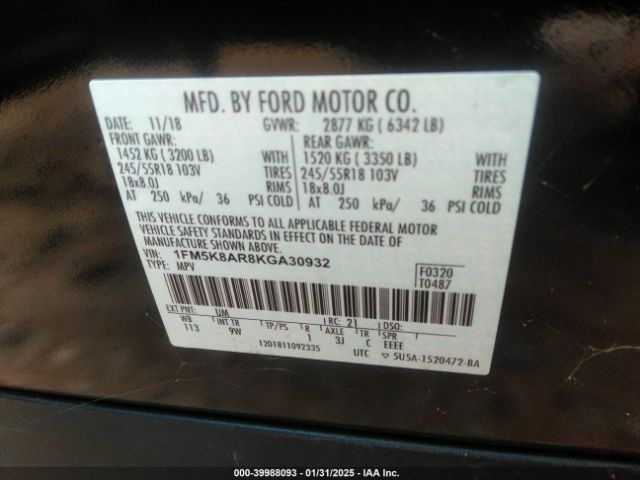 MFD. BY FORD MOTOR CO.
DATE: 11/18 GVWR: 2877 KG ( 6342 LB)
FRONT GAWR: REAR GAWR:
1452 KG ( 3200 LB) WITH 1520 KG ( 3350 LB) WITH
245/55R18 103V TIRES 245/55R18 103V TIRES
18x8.0J RIMS 18x8.0J RIMS
AT 250 kPa/ 36 PSI COLD AT 250 kPa/ 36 PSI COLD
THIS VEHICLE CONFORMS TO ALL APPLICABLE FEDERAL MOTOR
VEHICLE SAFETY STANDARDS IN EFFECT ON THE DATE OF
MANUFACTURE SHOWN ABOVE.
VIN: 1FM5K8AR8KGA30932
TYPE: MPV
F0320
T0487
EXT PNT: UM RC: 21 DSO:
WB INT TR TP/PS R AXLE TR SPR
113 9W 1 3J C EEEE
1201811092335 UTC ▽ 5U5A-1520472-BA
000-39988093 - 01/31/2025 - IAA Inc.